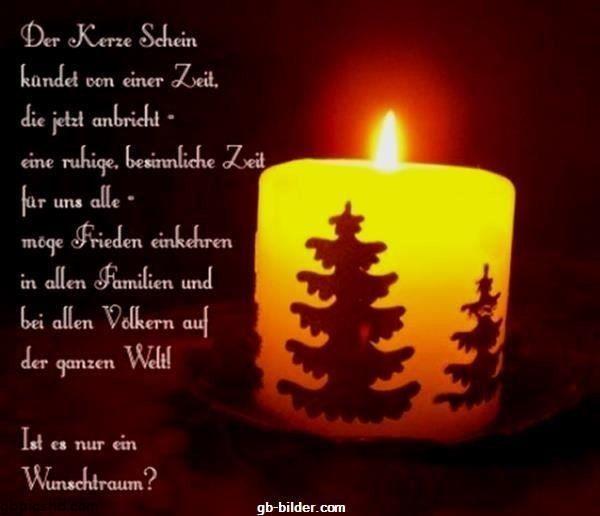 Der Kerze Schein
kündet von einer Zeit,
die jetzt anbricht -
eine ruhige, besinnliche Zeit
für uns alle -
möge Frieden einkehren
in allen Familien und
bei allen Völkern auf
der ganzen Welt!
Ist es nur ein
Wunschtraum?
gb-bilder.com